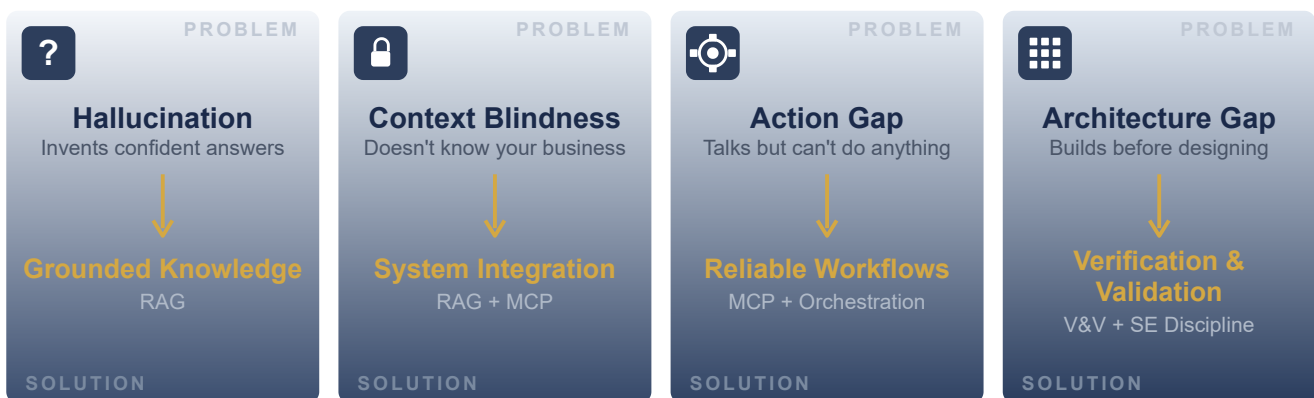 PROBLEM
?
Hallucination
Invents confident answers
Grounded Knowledge
RAG
SOLUTION
PROBLEM
Context Blindness
Doesn't know your business
System Integration
RAG + MCP
SOLUTION
PROBLEM
Action Gap
Talks but can't do anything
Reliable Workflows
MCP + Orchestration
SOLUTION
PROBLEM
Architecture Gap
Builds before designing
Verification &
Validation
V&V + SE Discipline
SOLUTION